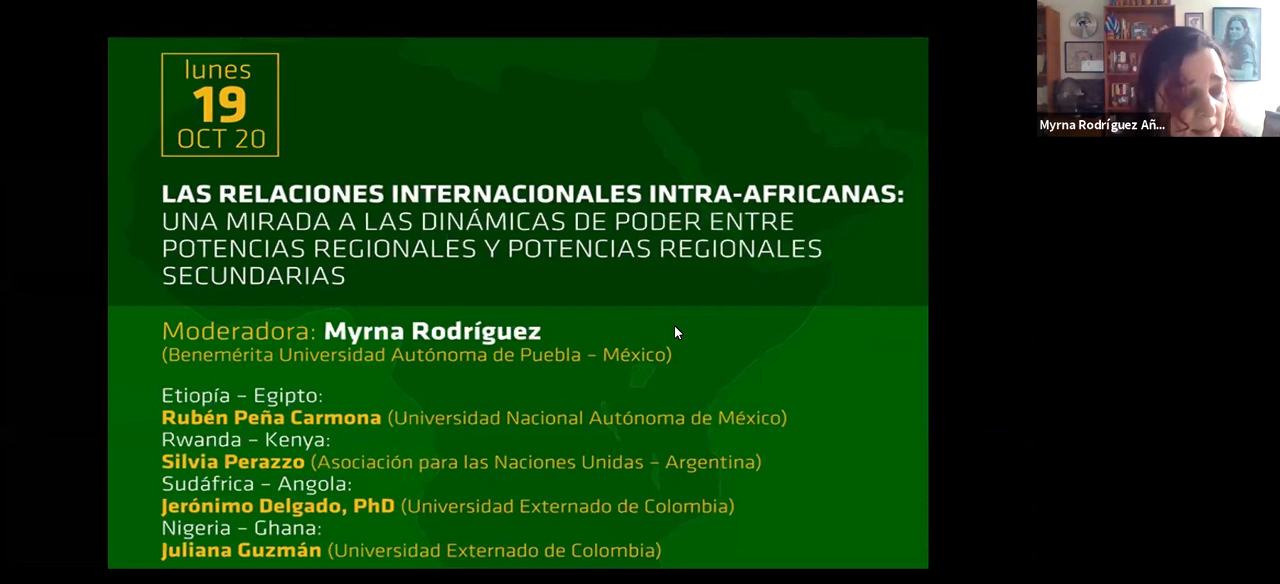 lunes
19
OCT 20
LAS RELACIONES INTERNACIONALES INTRA-AFRICANAS:
UNA MIRADA A LAS DINÁMICAS DE PODER ENTRE
POTENCIAS REGIONALES Y POTENCIAS REGIONALES
SECUNDARIAS
Moderadora: Myrna Rodríguez
(Benemérita Universidad Autónoma de Puebla – México)
Etiopía – Egipto:
Rubén Peña Carmona (Universidad Nacional Autónoma de México)
Rwanda – Kenya:
Silvia Perazzo (Asociación para las Naciones Unidas – Argentina)
Sudáfrica – Angola:
Jerónimo Delgado, PhD (Universidad Externado de Colombia)
Nigeria – Ghana:
Juliana Guzmán (Universidad Externado de Colombia)
Myrna Rodríguez Añ...